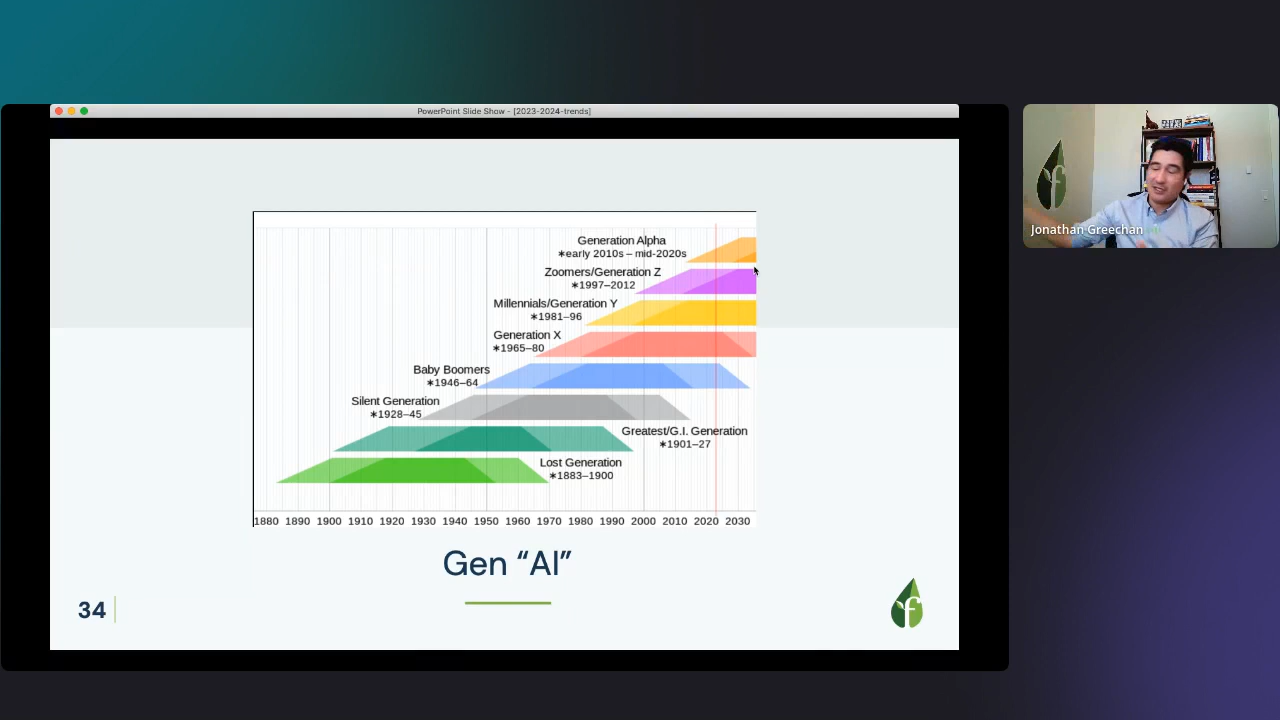 PowerPoint Slide Show - [2023-2024-trends]
Generation Alpha
∗early 2010s – mid-2020s
Zoomers/Generation Z
∗1997–2012
Millennials/Generation Y
∗1981–96
Generation X
∗1965–80
Baby Boomers
∗1946–64
Silent Generation
∗1928–45
Greatest/G.I. Generation
∗1901–27
Lost Generation
∗1883–1900
1880 1890 1900 1910 1920 1930 1940 1950 1960 1970 1980 1990 2000 2010 2020 2030
Gen “AI”
34
f
f
Jonathan Greechan